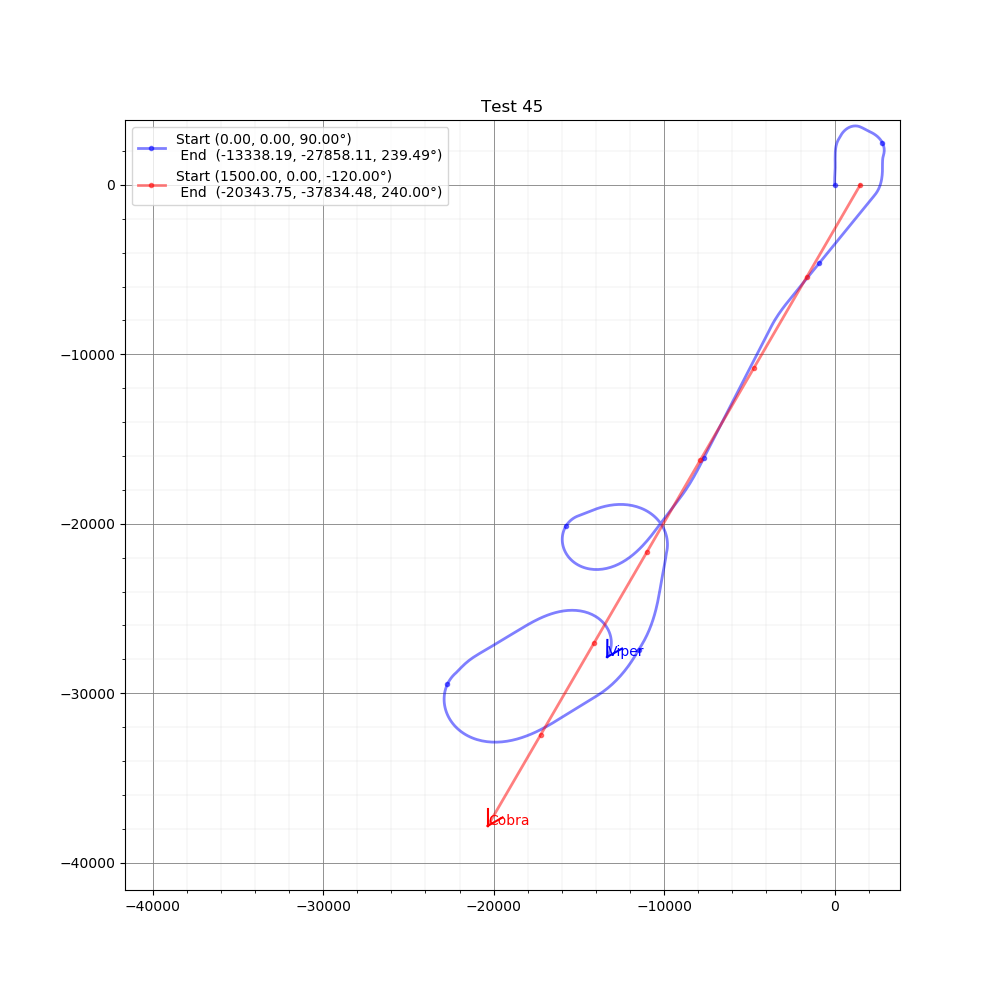 Test 45
Start (0.00, 0.00, 90.00°)
End (-13338.19, -27858.11, 239.49°)
Start (1500.00, 0.00, -120.00°)
End (-20343.75, -37834.48, 240.00°)
0
−10000
−20000
−30000
−40000
Viper
Cobra
−40000 −30000 −20000 −10000 0